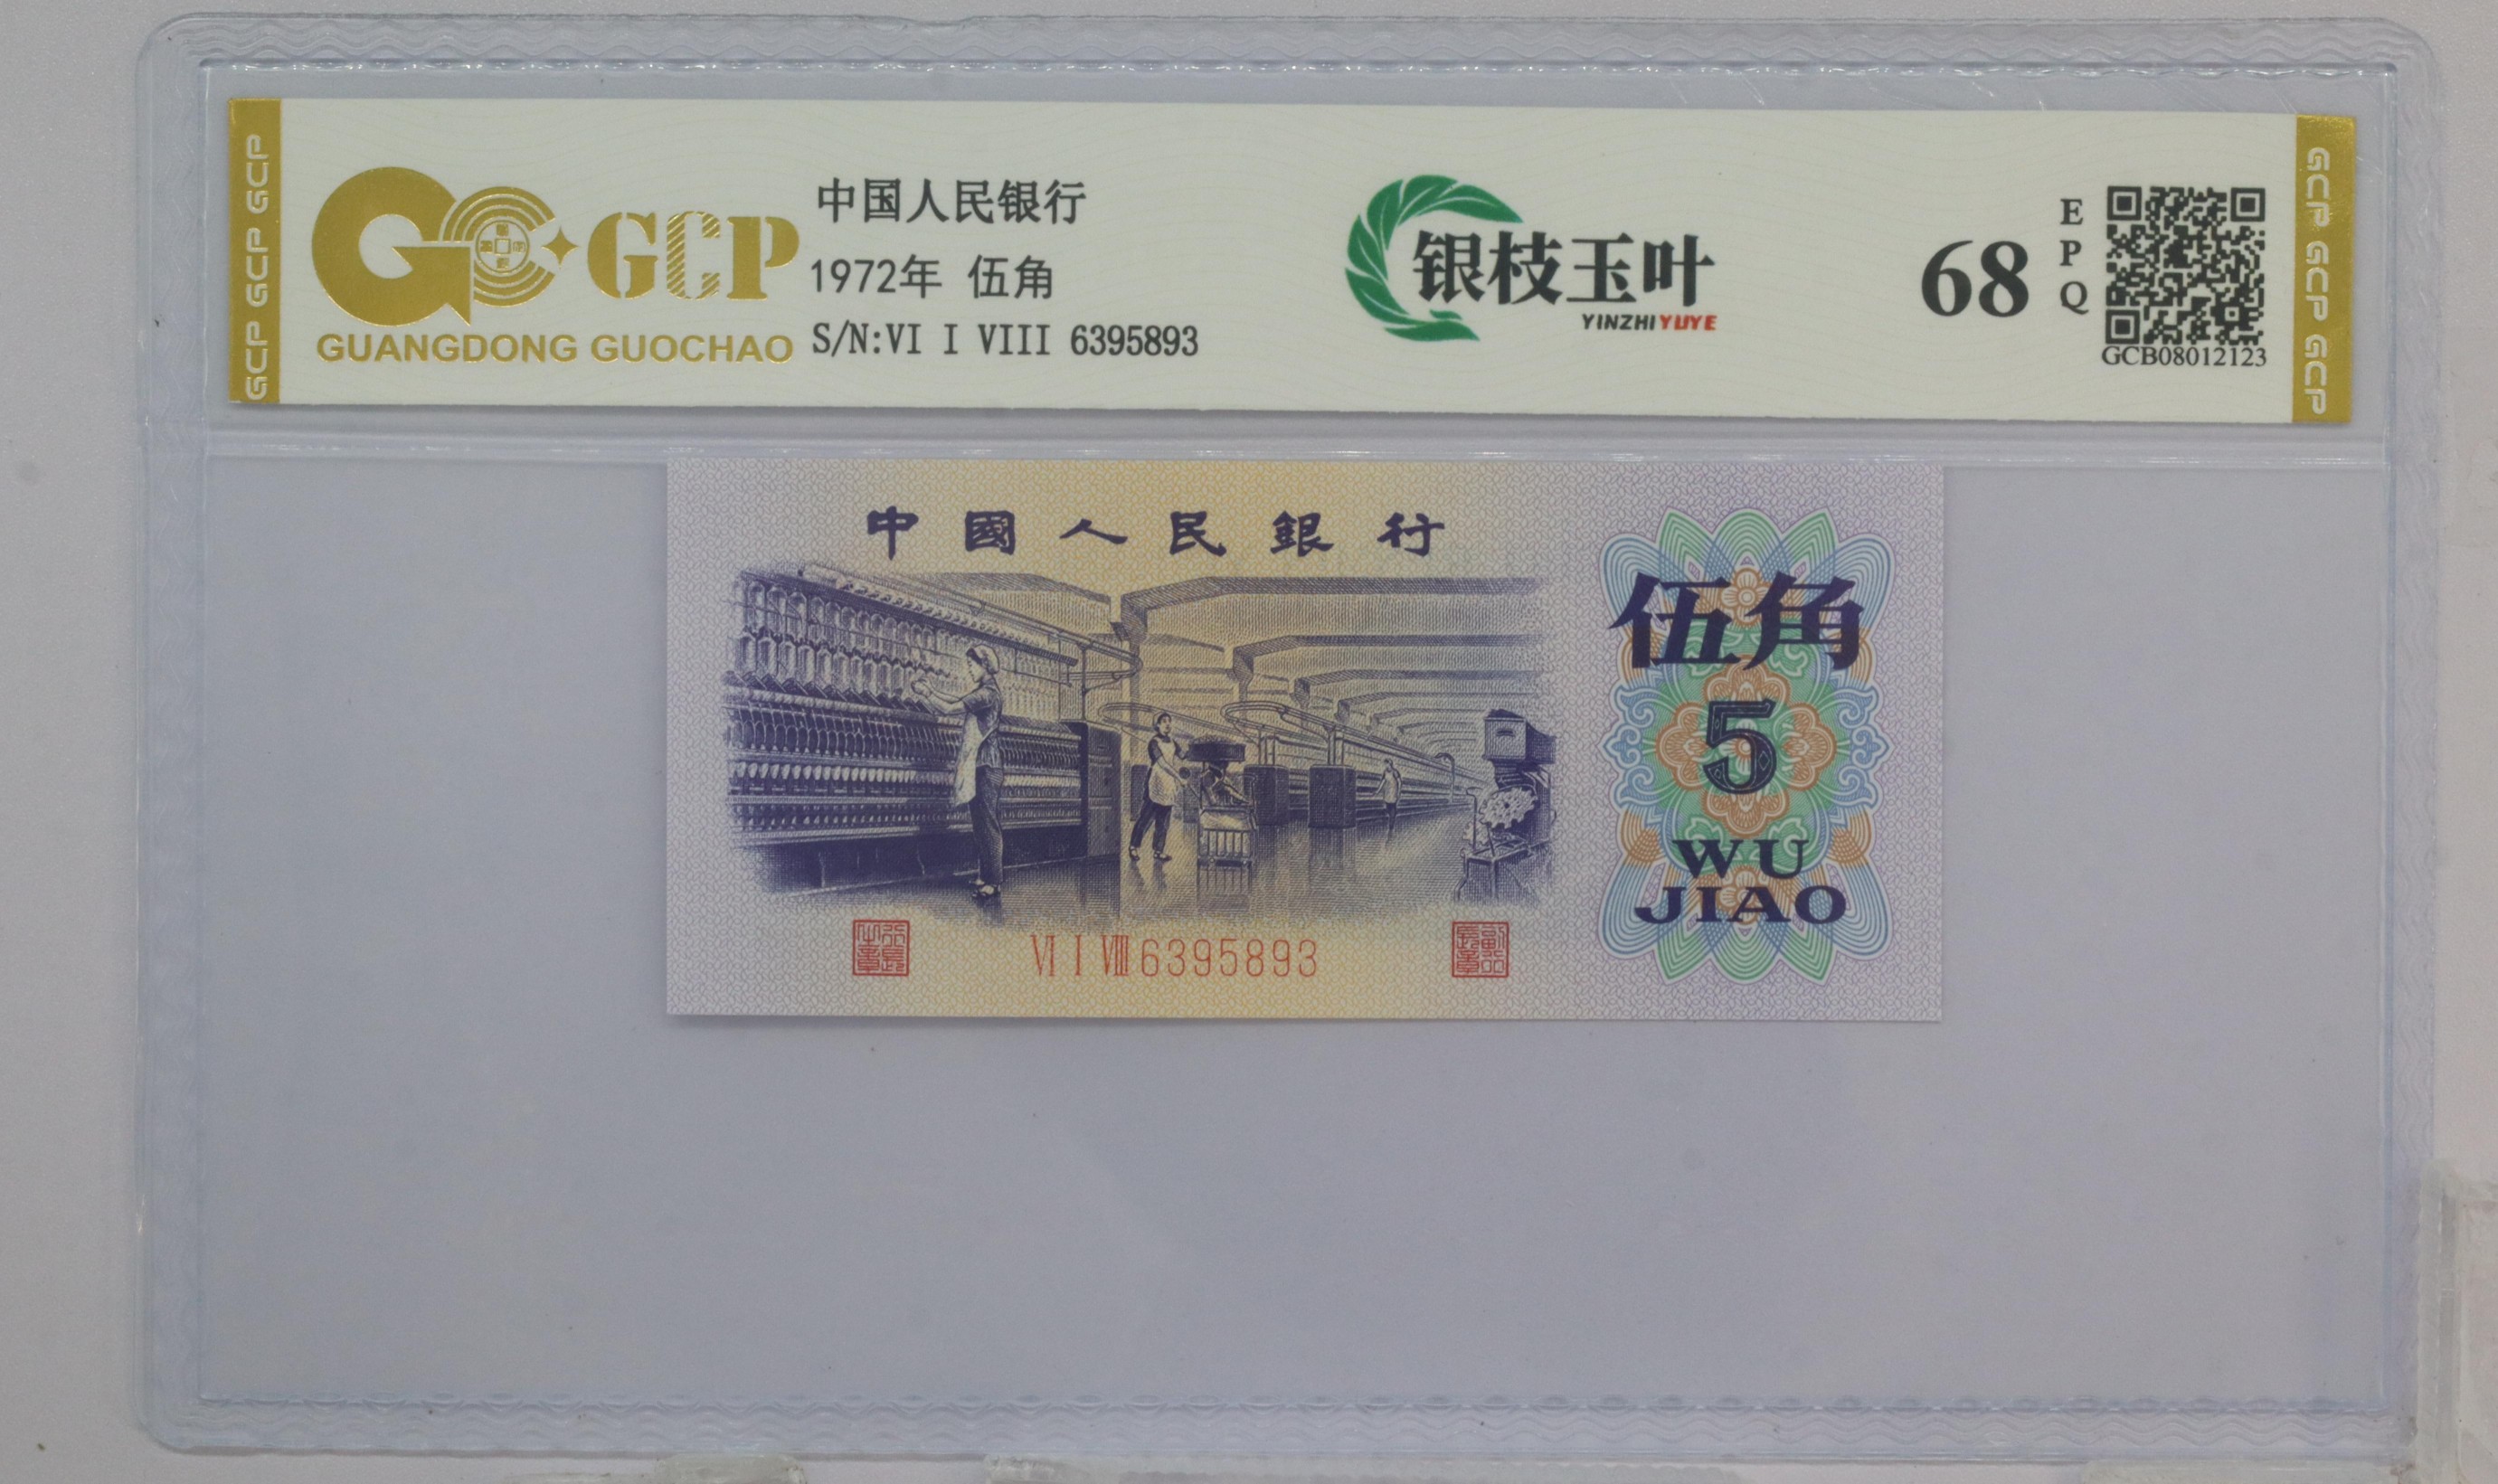 GCP GCP GCP
GCP
GUANGDONG GUOCHAO
中国人民银行
1972年 伍角
S/N:VI I VIII 6395893
银枝玉叶
YINZHIYUYE
68
EPQ
GCB08012123
GCP GCP GCP
中國人民銀行
伍角
5
WU
JIAO
VI I VIII 6395893